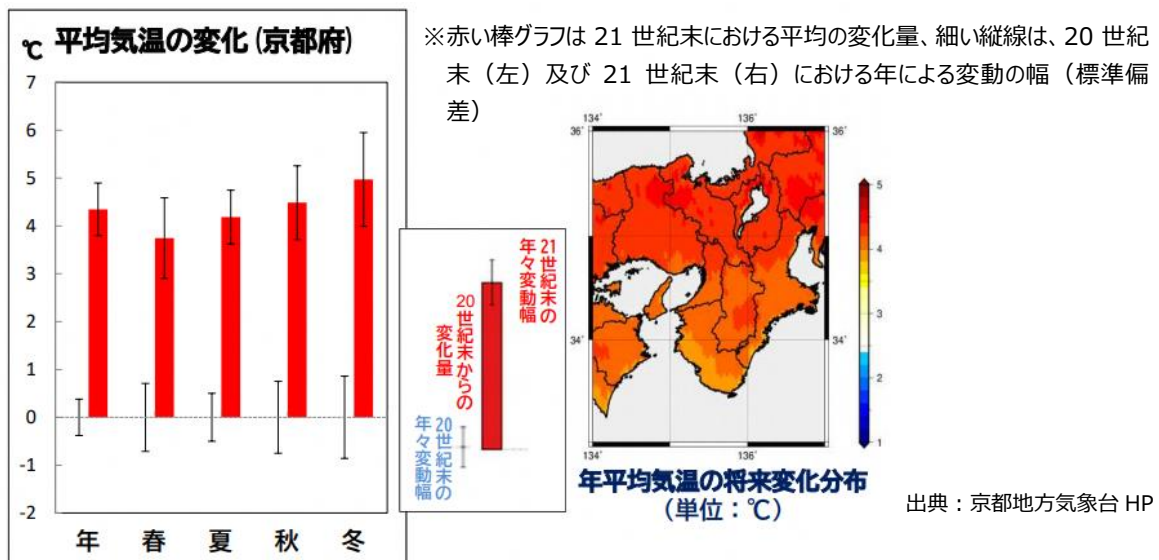 ℃ 平均気温の変化 (京都府)
7
6
5
4
3
2
1
0
-1
-2
年 春 夏 秋 冬
※赤い棒グラフは 21 世紀末における平均の変化量、細い縦線は、20 世紀
末（左）及び 21 世紀末（右）における年による変動の幅（標準偏
差）
21世紀末の
年々変動幅
20世紀末からの
変化量
20世紀末の
年々変動幅
134° 136°
36° 36°
34° 34°
134° 136°
5
4
3
2
1
年平均気温の将来変化分布
（単位：℃）
出典：京都地方気象台 HP